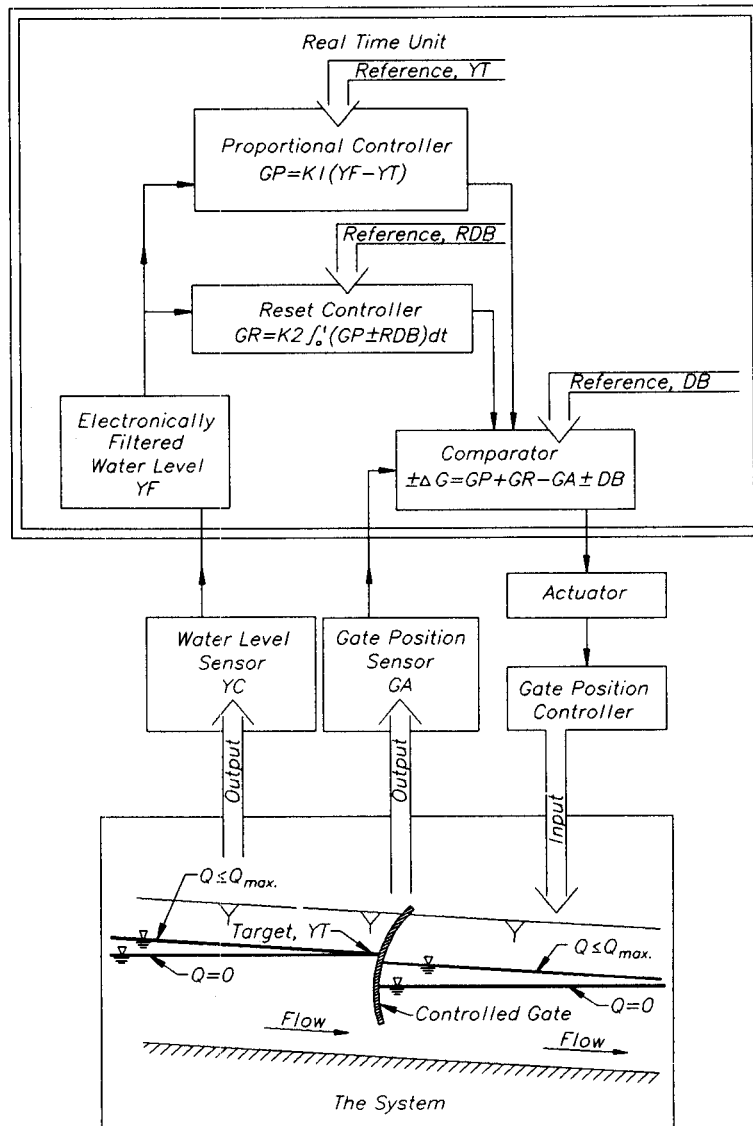 Real Time Unit
Reference, YT
Proportional Controller
GP=K1(YF-YT)
Reference, RDB
Reset Controller
GR=K2∫₀¹(GP±RDB)dt
Reference, DB
Electronically
Filtered
Water Level
YF
Comparator
±ΔG=GP+GR-GA±DB
Actuator
Water Level
Sensor
YC
Gate Position
Sensor
GA
Gate Position
Controller
Output
Output
Input
Q≤Qmax.
Target, YT
Q≤Qmax.
Q=0
Q=0
Controlled Gate
Flow
Flow
The System